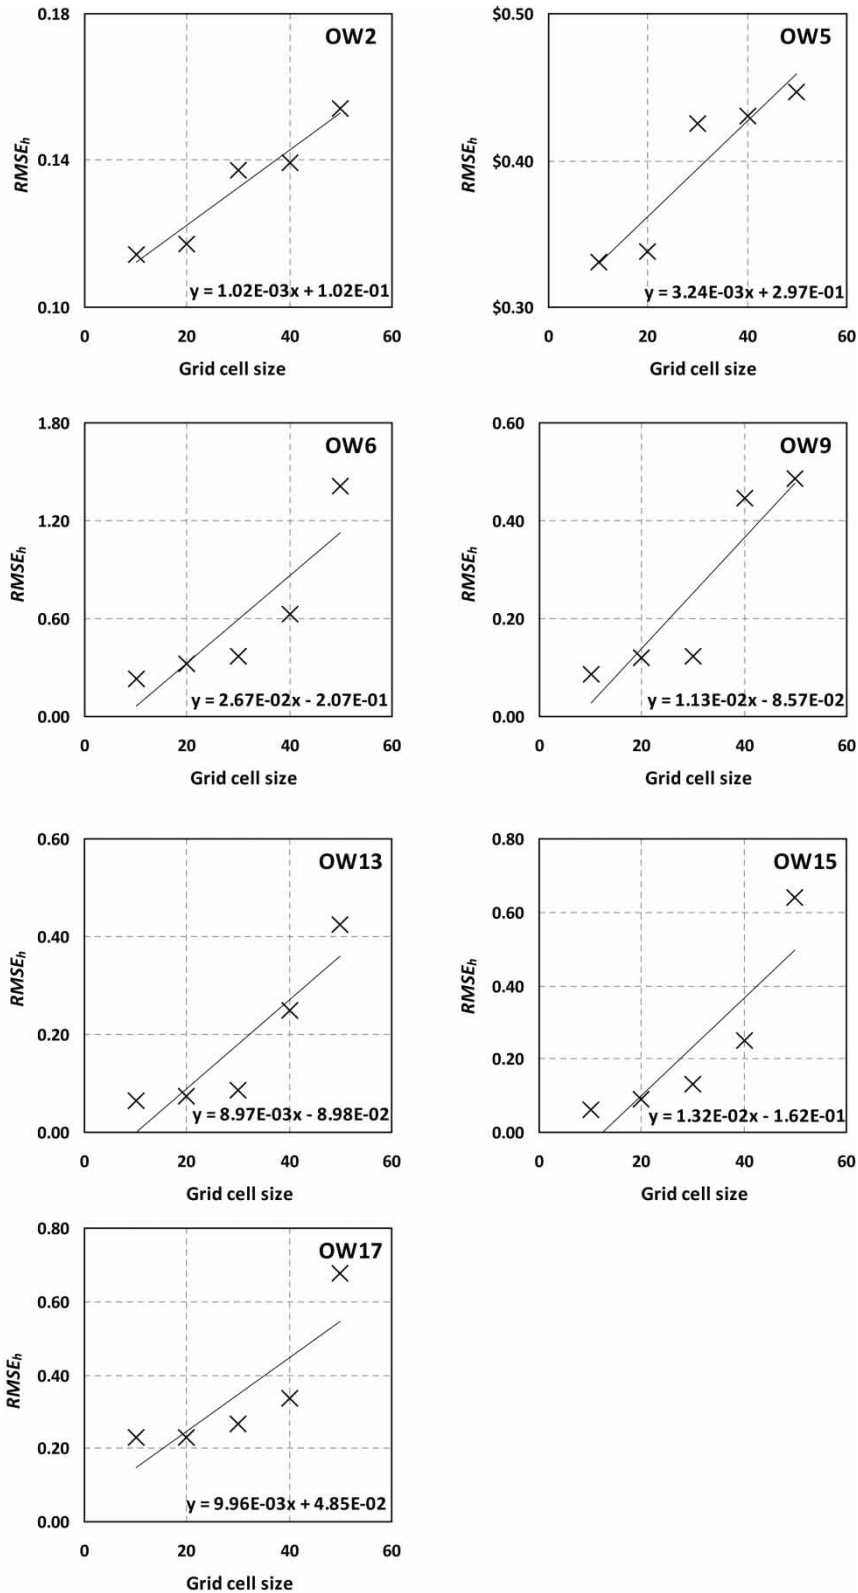 OW2
0.18
0.14
0.10
RMSEh
y = 1.02E-03x + 1.02E-01
0 20 40 60
Grid cell size
OW5
$0.50
$0.40
$0.30
RMSEh
y = 3.24E-03x + 2.97E-01
0 20 40 60
Grid cell size
OW6
1.80
1.20
0.60
0.00
RMSEh
y = 2.67E-02x - 2.07E-01
0 20 40 60
Grid cell size
OW9
0.60
0.40
0.20
0.00
RMSEh
y = 1.13E-02x - 8.57E-02
0 20 40 60
Grid cell size
OW13
0.60
0.40
0.20
0.00
RMSEh
y = 8.97E-03x - 8.98E-02
0 20 40 60
Grid cell size
OW15
0.80
0.60
0.40
0.20
0.00
RMSEh
y = 1.32E-02x - 1.62E-01
0 20 40 60
Grid cell size
OW17
0.80
0.60
0.40
0.20
0.00
RMSEh
y = 9.96E-03x + 4.85E-02
0 20 40 60
Grid cell size